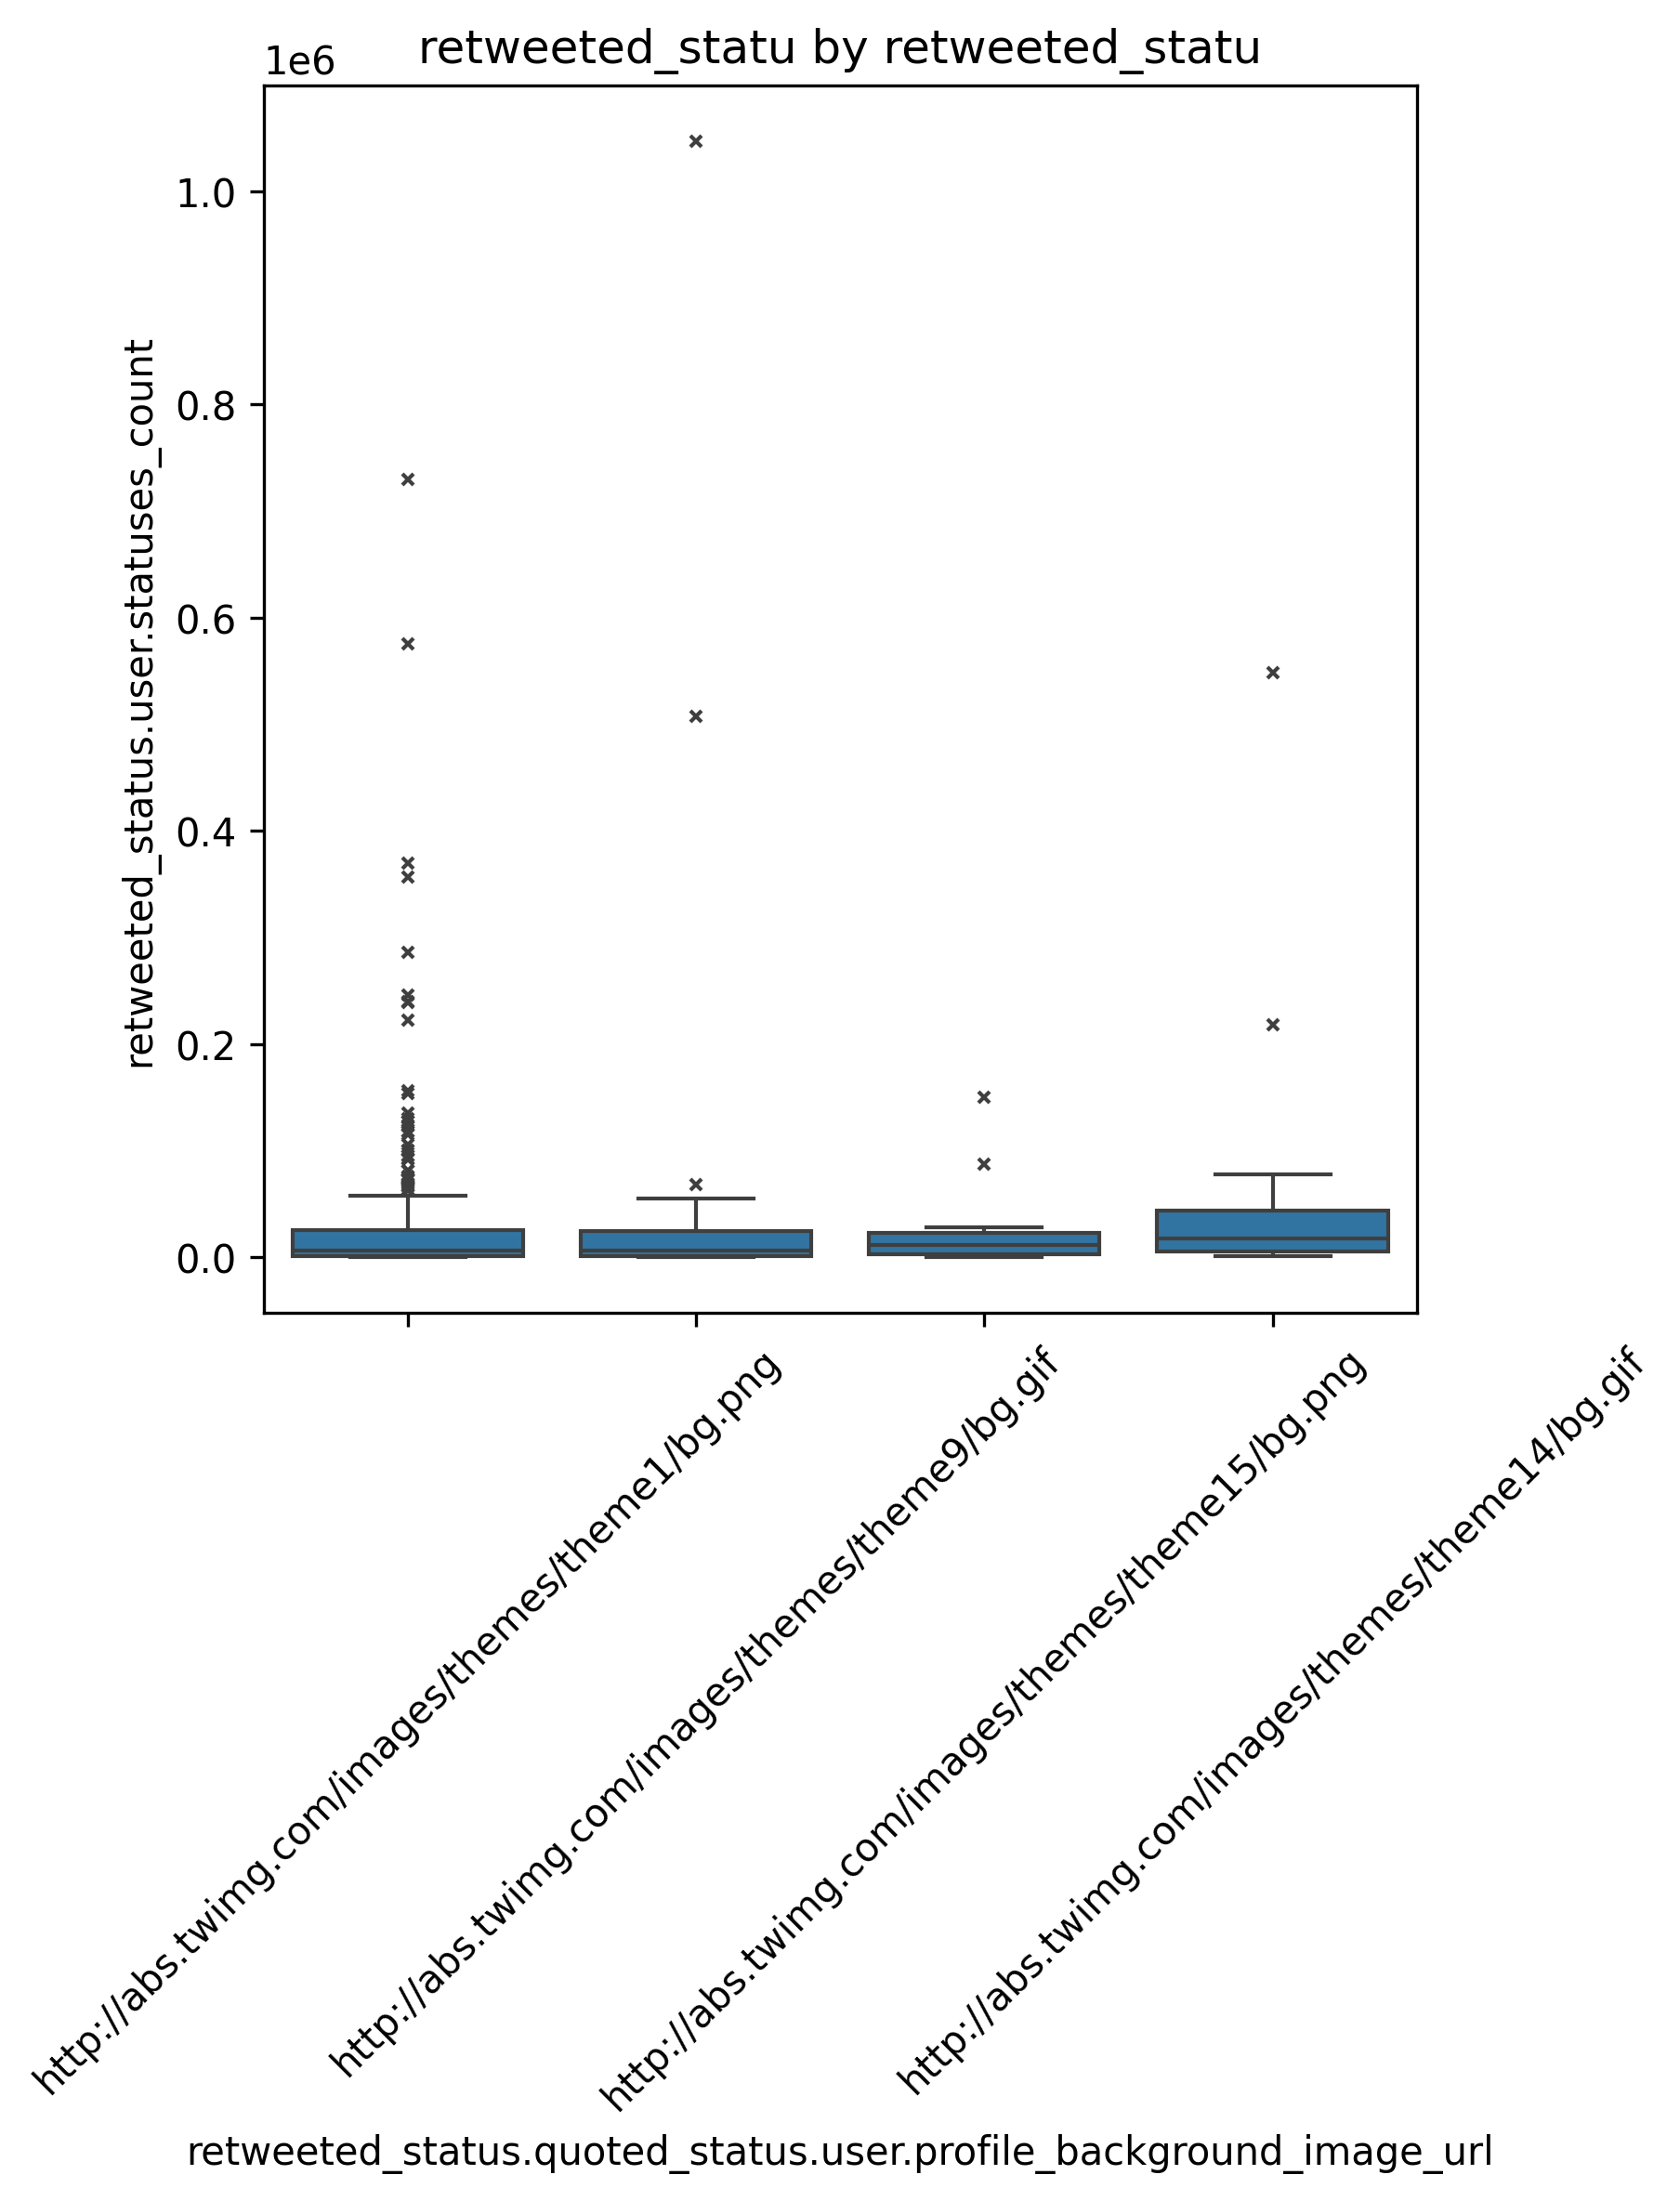 retweeted_statu by retweeted_statu
1e6
retweeted_status.user.statuses_count
1.0
0.8
0.6
0.4
0.2
0.0
http://abs.twimg.com/images/themes/theme1/bg.png
http://abs.twimg.com/images/themes/theme9/bg.gif
http://abs.twimg.com/images/themes/theme15/bg.png
http://abs.twimg.com/images/themes/theme14/bg.gif
retweeted_status.quoted_status.user.profile_background_image_url